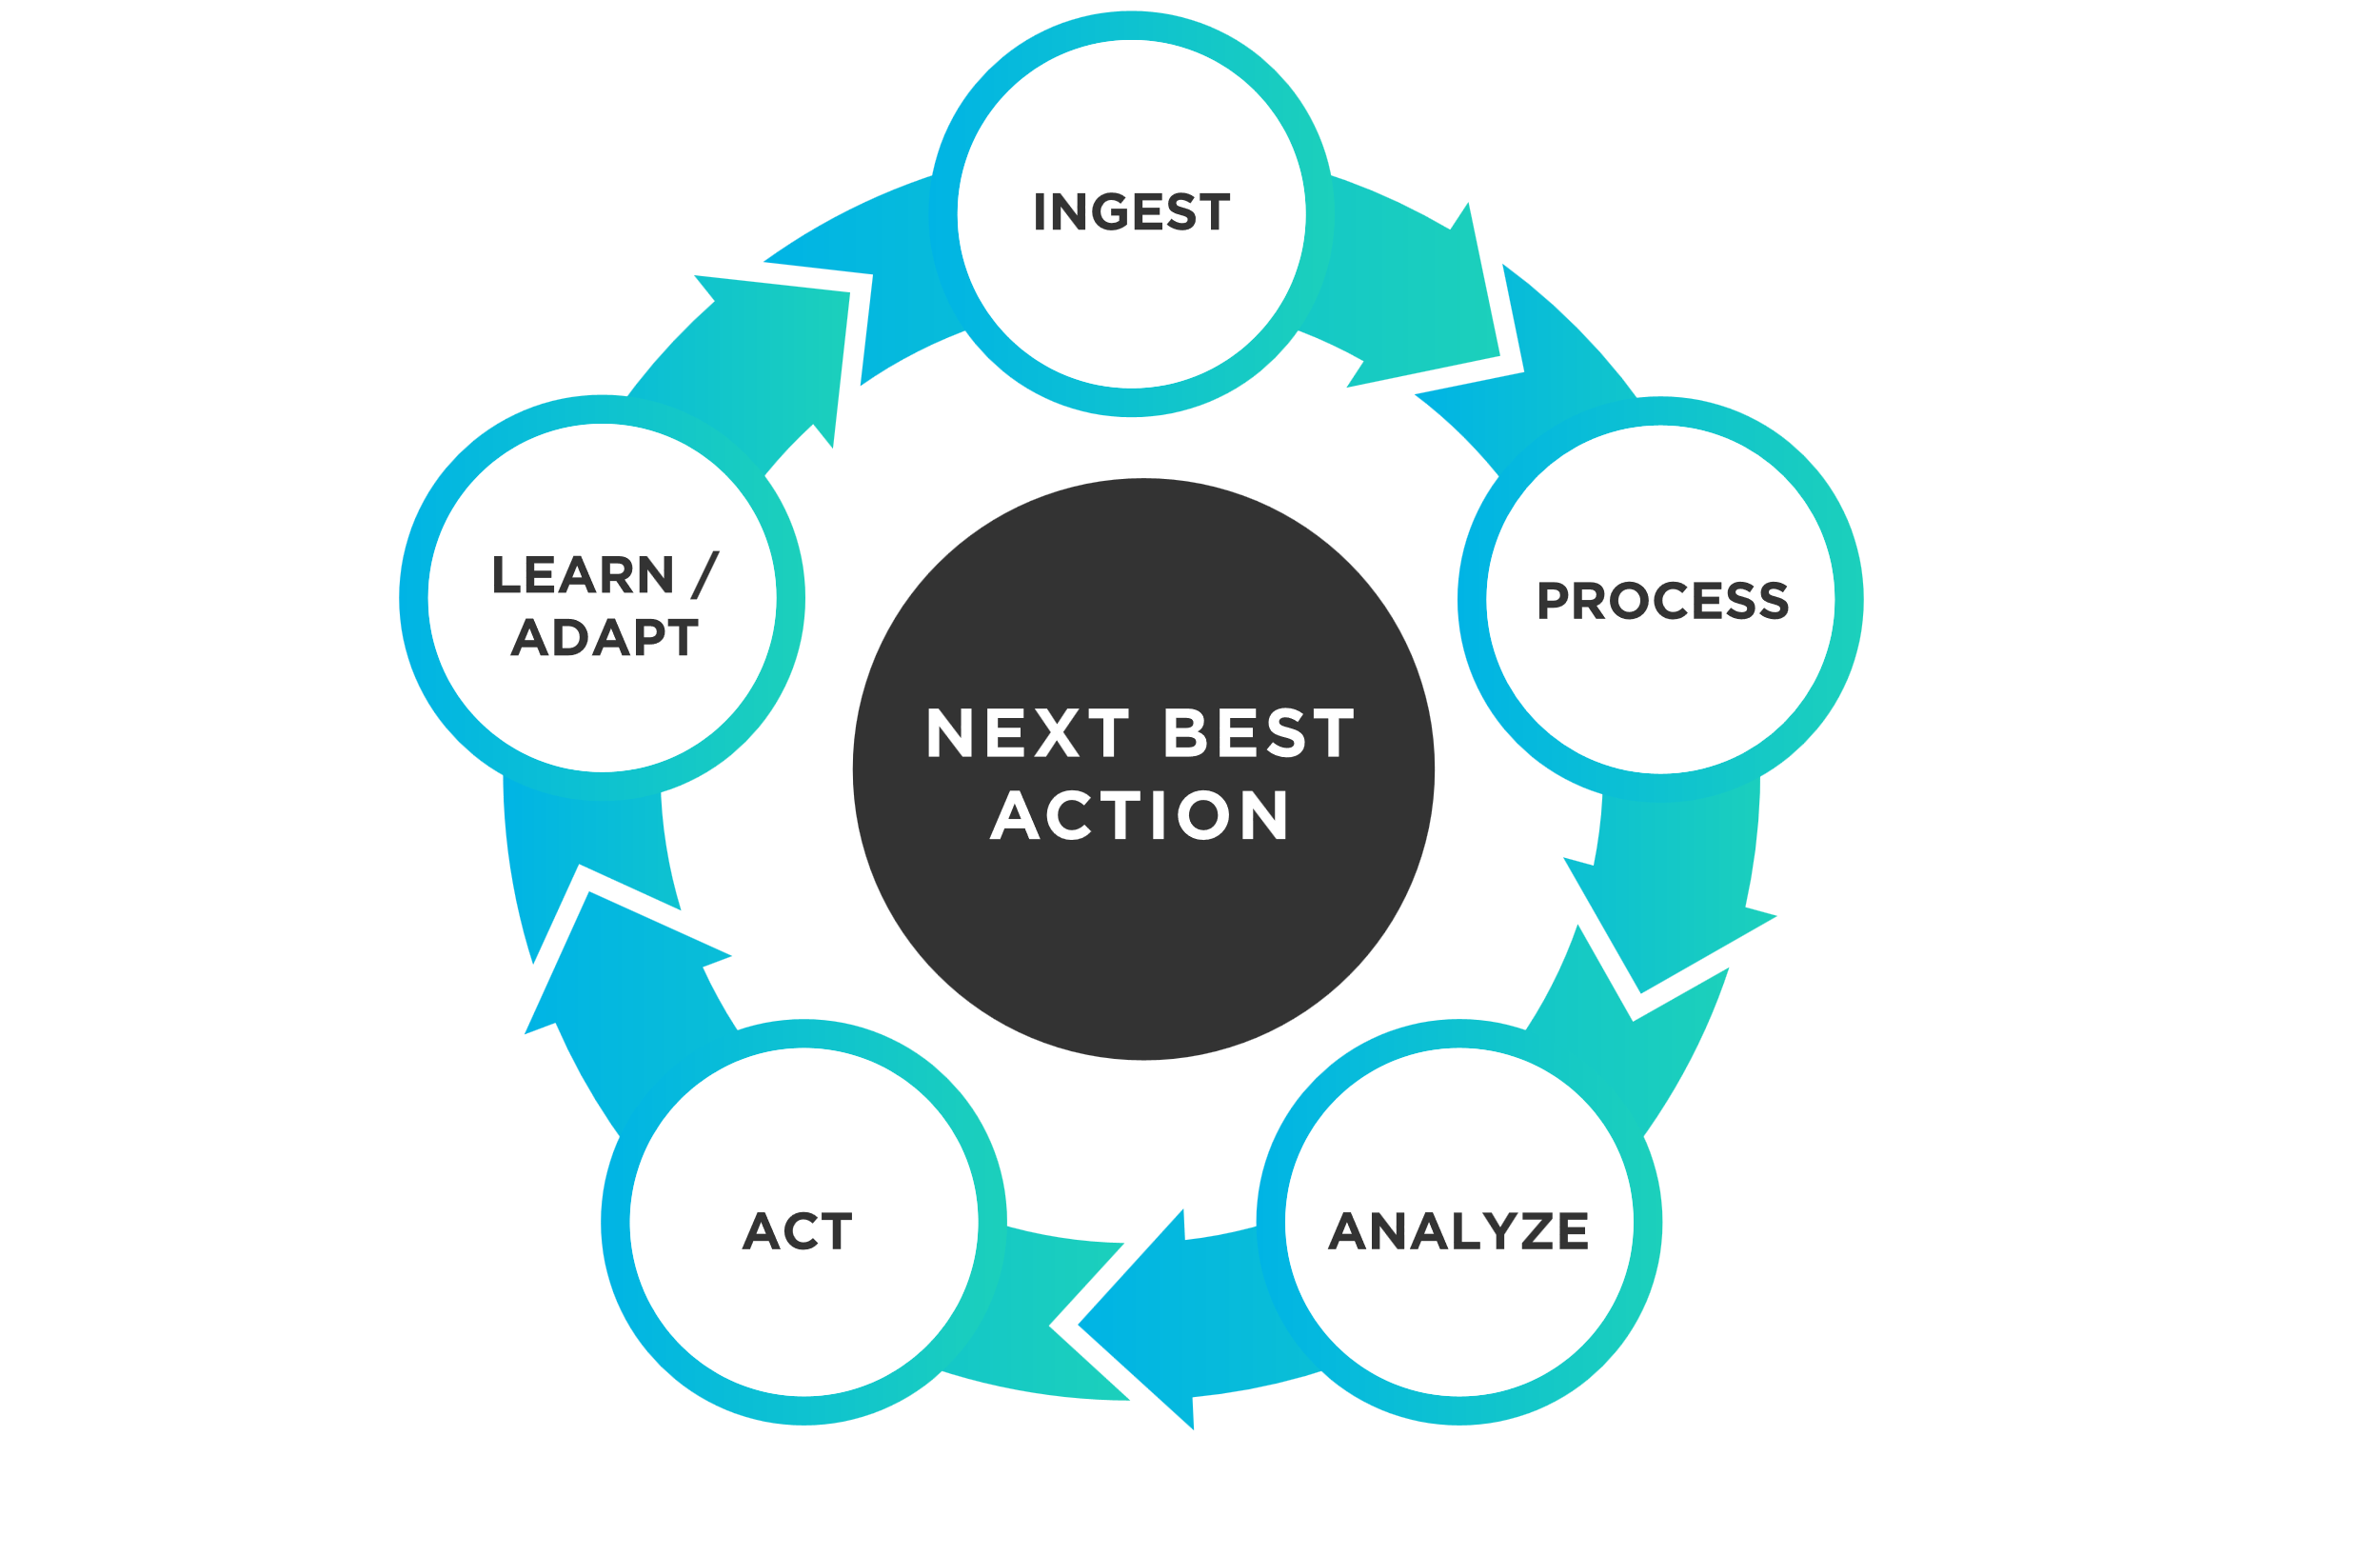 INGEST
PROCESS
ANALYZE
ACT
LEARN /
ADAPT
NEXT BEST
ACTION